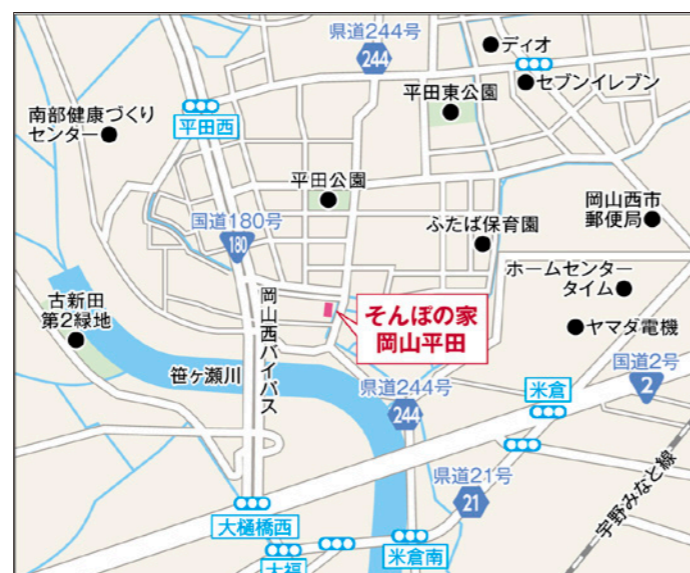 県道244号
244
ディオ
セブンイレブン
平田東公園
南部健康づくり
センター
平田西
平田公園
岡山西市
郵便局
国道180号
180
ふたば保育園
ホームセンター
タイム
古新田
第2緑地
岡山西バイパス
そんぽの家
岡山平田
ヤマダ電機
笹ヶ瀬川
県道244号
244
米倉
国道2号
2
県道21号
21
宇野みなと線
大樋橋西
大福
米倉南